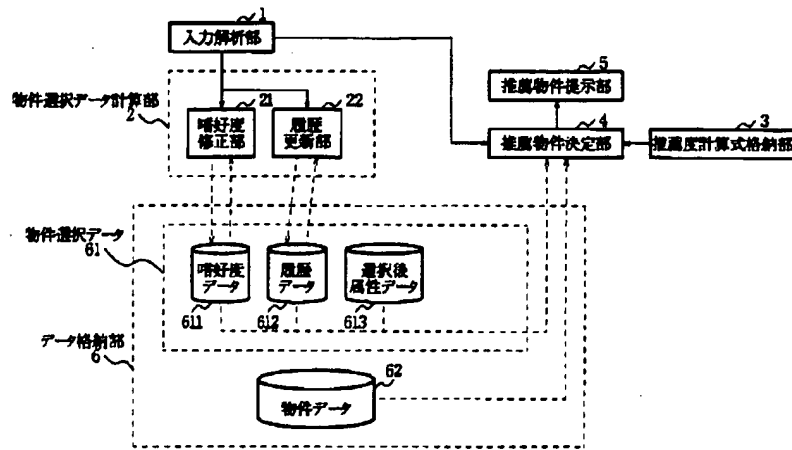 1
入力解析部
物件選択データ計算部
2
21
嗜好度
修正部
22
履歴
更新部
5
推薦物件提示部
4
推薦物件決定部
3
推薦度計算式格納部
物件選択データ
61
嗜好度
データ
611
履歴
データ
612
選択後
属性データ
613
データ格納部
6
62
物件データ